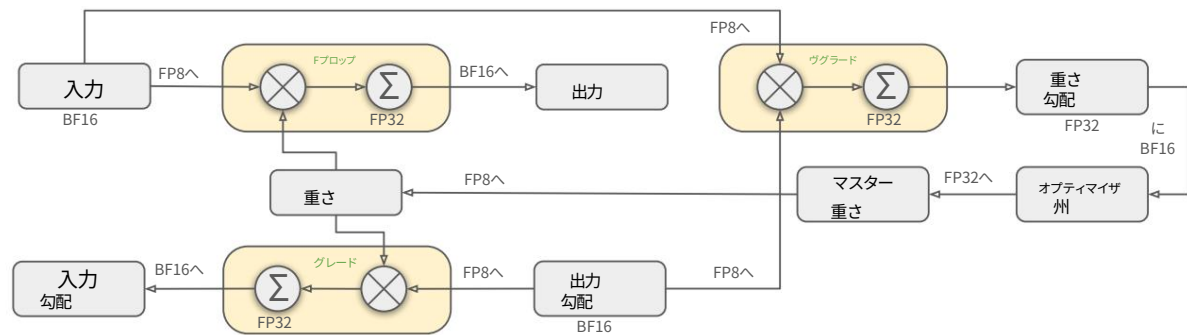 FP8へ
Fプロップ
ヴグラード
入力
FP8へ
BF16へ
出力
重さ
勾配
BF16
FP32
FP32
FP32
に
BF16
重さ
FP8へ
マスター
重さ
FP32へ
オプティマイザ
州
グレード
入力
勾配
BF16へ
FP8へ
出力
勾配
FP8へ
FP32
BF16